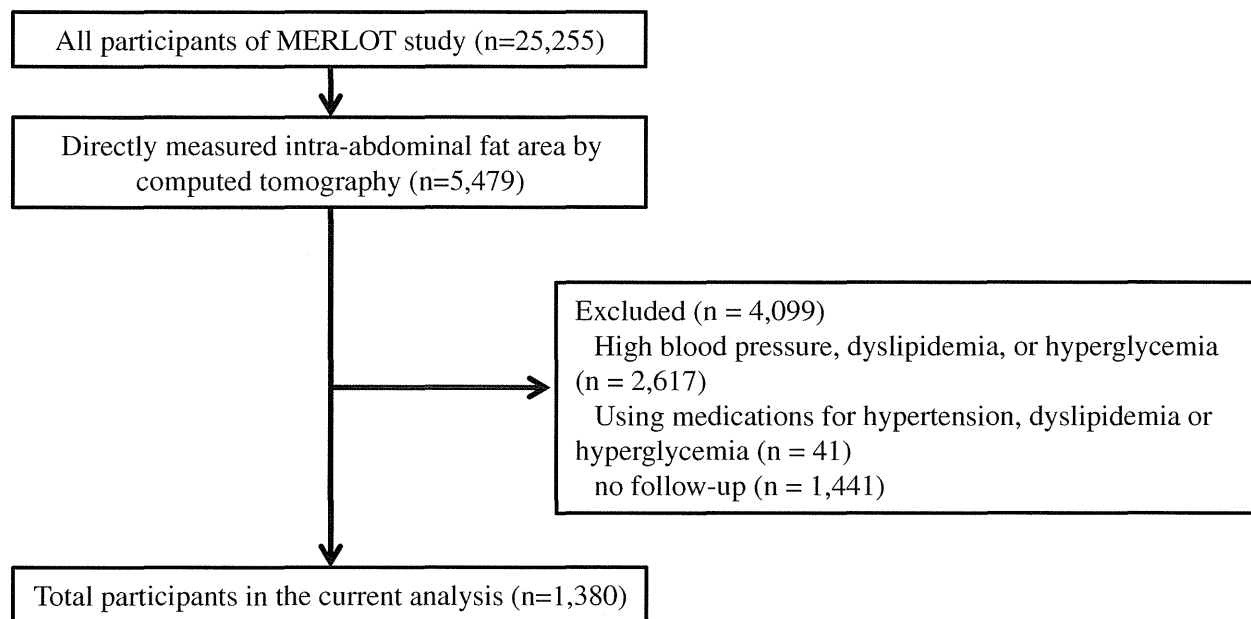 All participants of MERLOT study (n=25,255)
Directly measured intra-abdominal fat area by
computed tomography (n=5,479)
Excluded (n = 4,099)
High blood pressure, dyslipidemia, or hyperglycemia
(n = 2,617)
Using medications for hypertension, dyslipidemia or
hyperglycemia (n = 41)
no follow-up (n = 1,441)
Total participants in the current analysis (n=1,380)